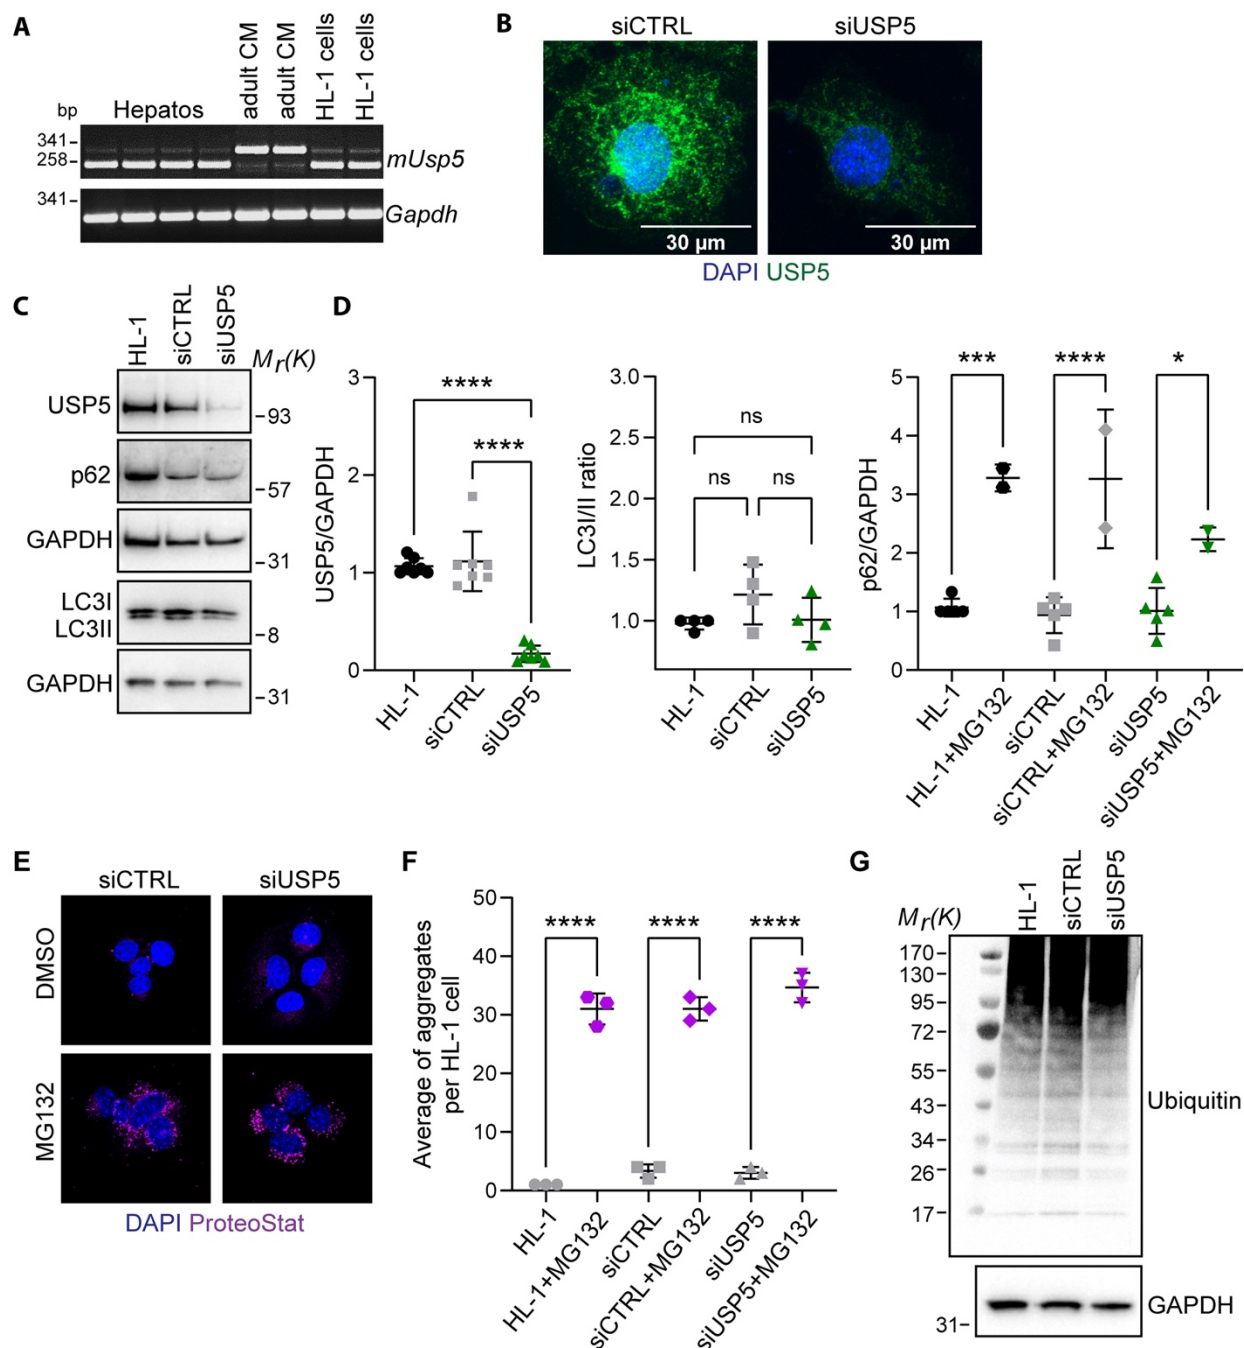 A
bp
Hepatos
adult CM
adult CM
HL-1 cells
HL-1 cells
341
258
mUsp5
341
Gapdh
B
siCTRL
siUSP5
30 µm
30 µm
DAPI USP5
C
HL-1
siCTRL
siUSP5
Mr(K)
USP5
93
p62
57
GAPDH
31
LC3I
LC3II
8
GAPDH
31
D
USP5/GAPDH
3
2
1
0
****
****
HL-1
siCTRL
siUSP5
LC3I/II ratio
3.0
2.5
2.0
1.5
1.0
ns
ns
ns
HL-1
siCTRL
siUSP5
p62/GAPDH
5
4
3
2
1
0
***
****
*
HL-1
HL-1+MG132
siCTRL
siCTRL+MG132
siUSP5
siUSP5+MG132
E
siCTRL
siUSP5
DMSO
MG132
DAPI ProteoStat
F
Average of aggregates
per HL-1 cell
50
40
30
20
10
0
****
****
****
HL-1
HL-1+MG132
siCTRL
siCTRL+MG132
siUSP5
siUSP5+MG132
G
Mr(K)
HL-1
siCTRL
siUSP5
170
130
95
72
55
43
34
26
17
Ubiquitin
GAPDH
31